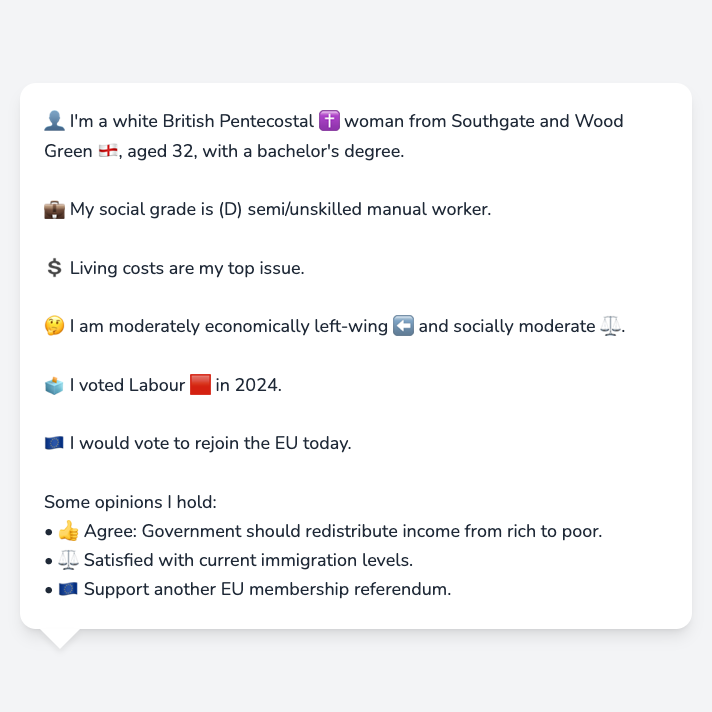 👤 I'm a white British Pentecostal ✝️ woman from Southgate and Wood
Green 🏴󠁧󠁢󠁥󠁮󠁧󠁿, aged 32, with a bachelor's degree.
💼 My social grade is (D) semi/unskilled manual worker.
💲 Living costs are my top issue.
🤔 I am moderately economically left-wing ⬅️ and socially moderate ⚖️.
🗳️ I voted Labour 🟥 in 2024.
🇪🇺 I would vote to rejoin the EU today.
Some opinions I hold:
• 👍 Agree: Government should redistribute income from rich to poor.
• ⚖️ Satisfied with current immigration levels.
• 🇪🇺 Support another EU membership referendum.